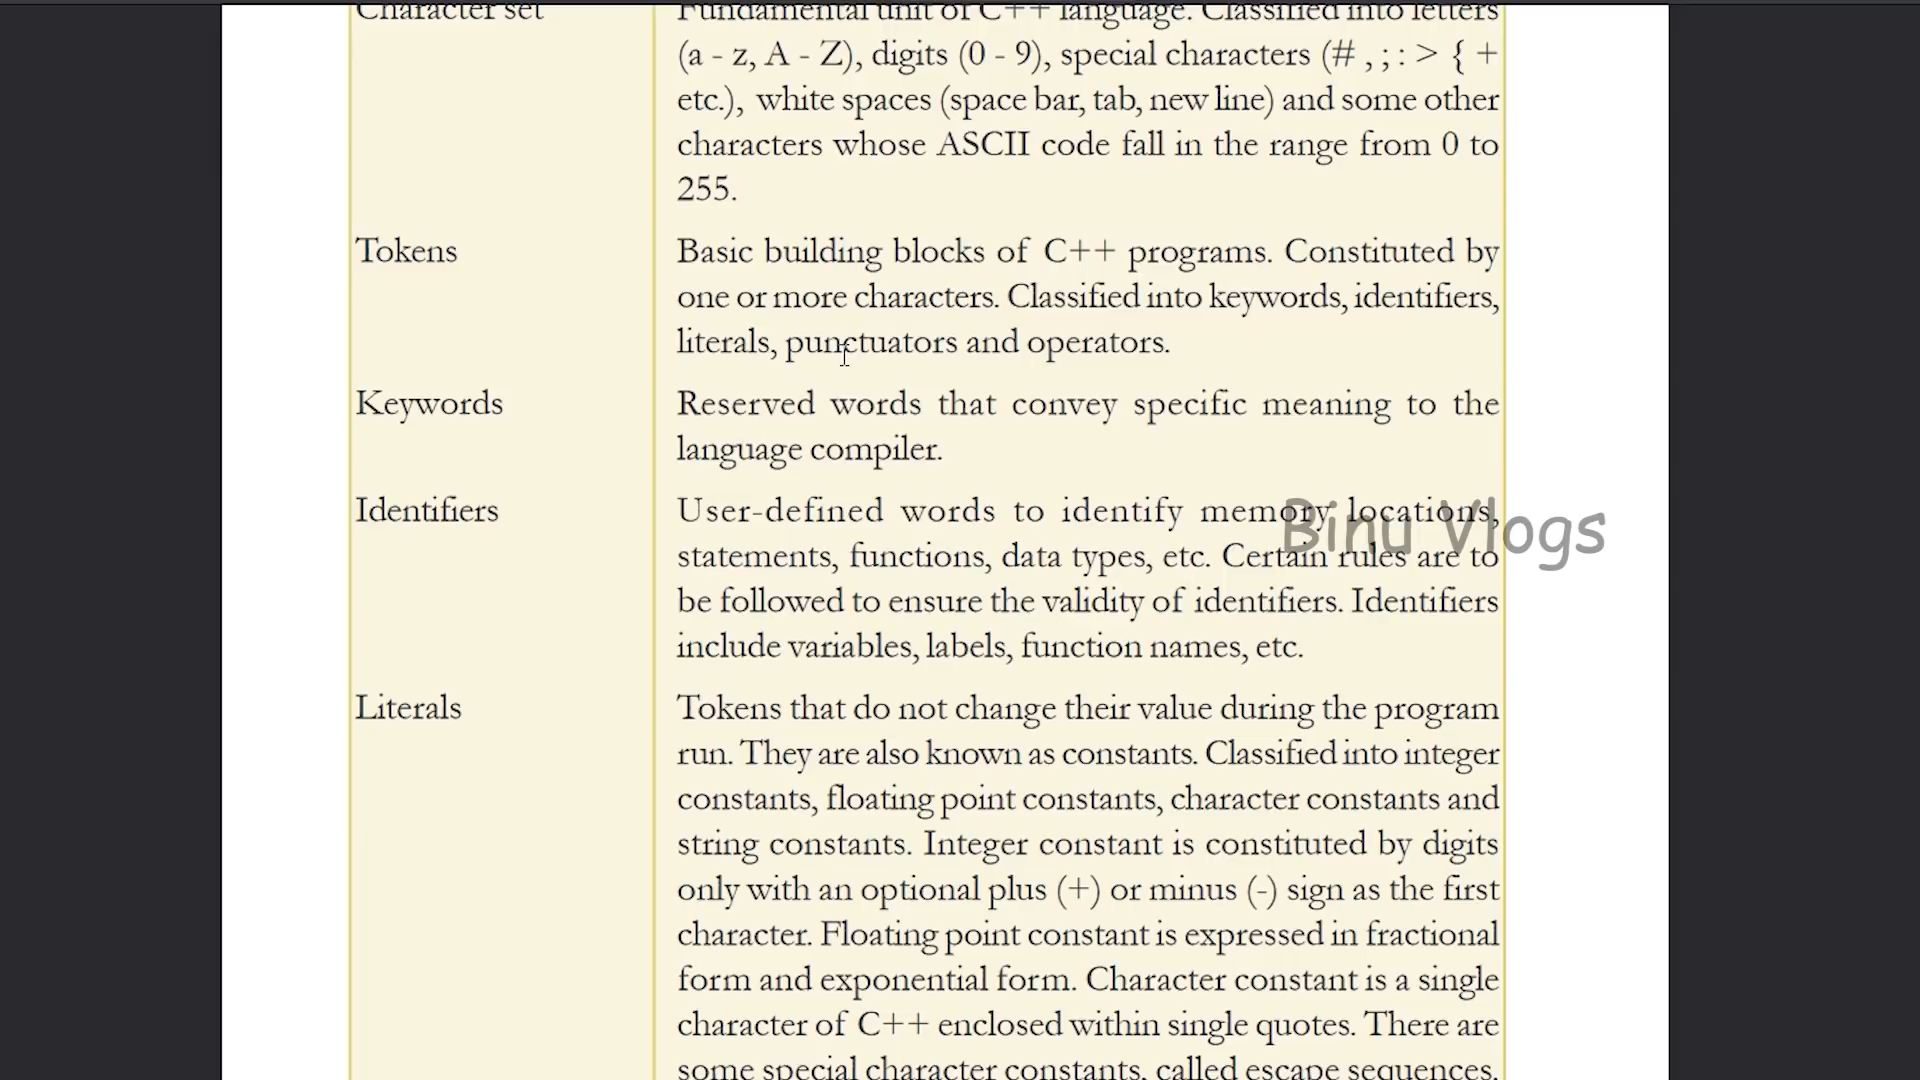 Character set
Fundamental unit of C++ language. Classified into letters
(a - z, A - Z), digits (0 - 9), special characters (# , ; : > { +
etc.), white spaces (space bar, tab, new line) and some other
characters whose ASCII code fall in the range from 0 to
255.
Tokens
Basic building blocks of C++ programs. Constituted by
one or more characters. Classified into keywords, identifiers,
literals, punctuators and operators.
Keywords
Reserved words that convey specific meaning to the
language compiler.
Identifiers
User-defined words to identify memory locations,
statements, functions, data types, etc. Certain rules are to
be followed to ensure the validity of identifiers. Identifiers
include variables, labels, function names, etc.
Binu Vlogs
Literals
Tokens that do not change their value during the program
run. They are also known as constants. Classified into integer
constants, floating point constants, character constants and
string constants. Integer constant is constituted by digits
only with an optional plus (+) or minus (-) sign as the first
character. Floating point constant is expressed in fractional
form and exponential form. Character constant is a single
character of C++ enclosed within single quotes. There are
some special character constants, called escape sequences.